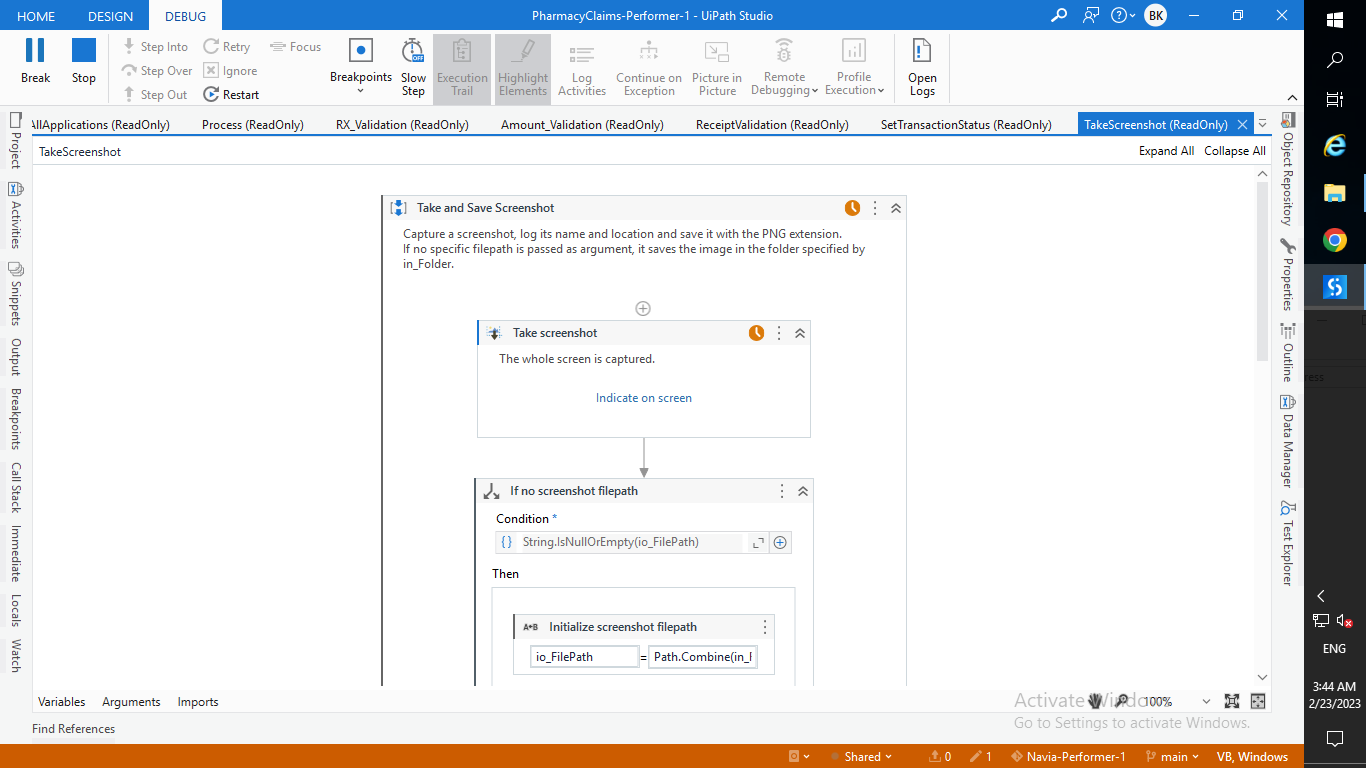 HOME DESIGN DEBUG PharmacyClaims-Performer-1 - UiPath Studio BK
Break Stop Step Into Retry Focus Breakpoints Slow Step Execution Trail Highlight Elements Log Activities Continue on Exception Picture in Picture Remote Debugging Profile Execution Open Logs
Step Over Ignore
Step Out Restart
OFF
AllApplications (ReadOnly) Process (ReadOnly) RX_Validation (ReadOnly) Amount_Validation (ReadOnly) ReceiptValidation (ReadOnly) SetTransactionStatus (ReadOnly) TakeScreenshot (ReadOnly)
TakeScreenshot Expand All Collapse All
Project
Activities
Snippets
Output
Breakpoints
Call Stack
Immediate
Locals
Watch
Take and Save Screenshot
Capture a screenshot, log its name and location and save it with the PNG extension.
If no specific filepath is passed as argument, it saves the image in the folder specified by
in_Folder.
Take screenshot
The whole screen is captured.
Indicate on screen
If no screenshot filepath
Condition *
{ } String.IsNullOrEmpty(io_FilePath)
Then
A+B Initialize screenshot filepath
io_FilePath = Path.Combine(in_F
Object Repository
Properties
Outline
Data Manager
Test Explorer
ress
Variables Arguments Imports 100%
Activate Windows
Go to Settings to activate Windows.
Find References
Shared 0 1 Navia-Performer-1 main VB, Windows
ENG
3:44 AM
2/23/2023